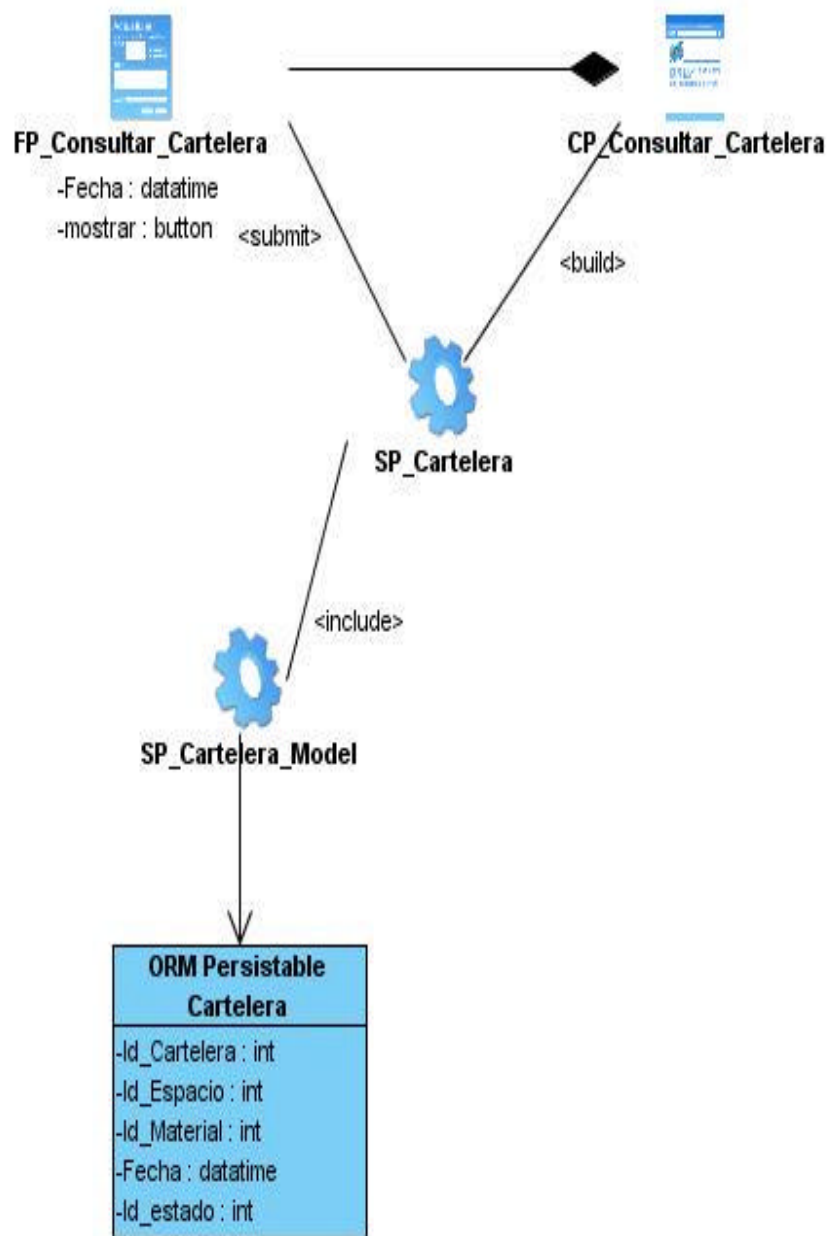 FP_Consultar_Cartelera
CP_Consultar_Cartelera
-Fecha : datatime
-mostrar : button
<submit>
<build>
SP_Cartelera
<include>
SP_Cartelera_Model
ORM Persistable
Cartelera
-Id_Cartelera : int
-Id_Espacio : int
-Id_Material : int
-Fecha : datatime
-Id_estado : int